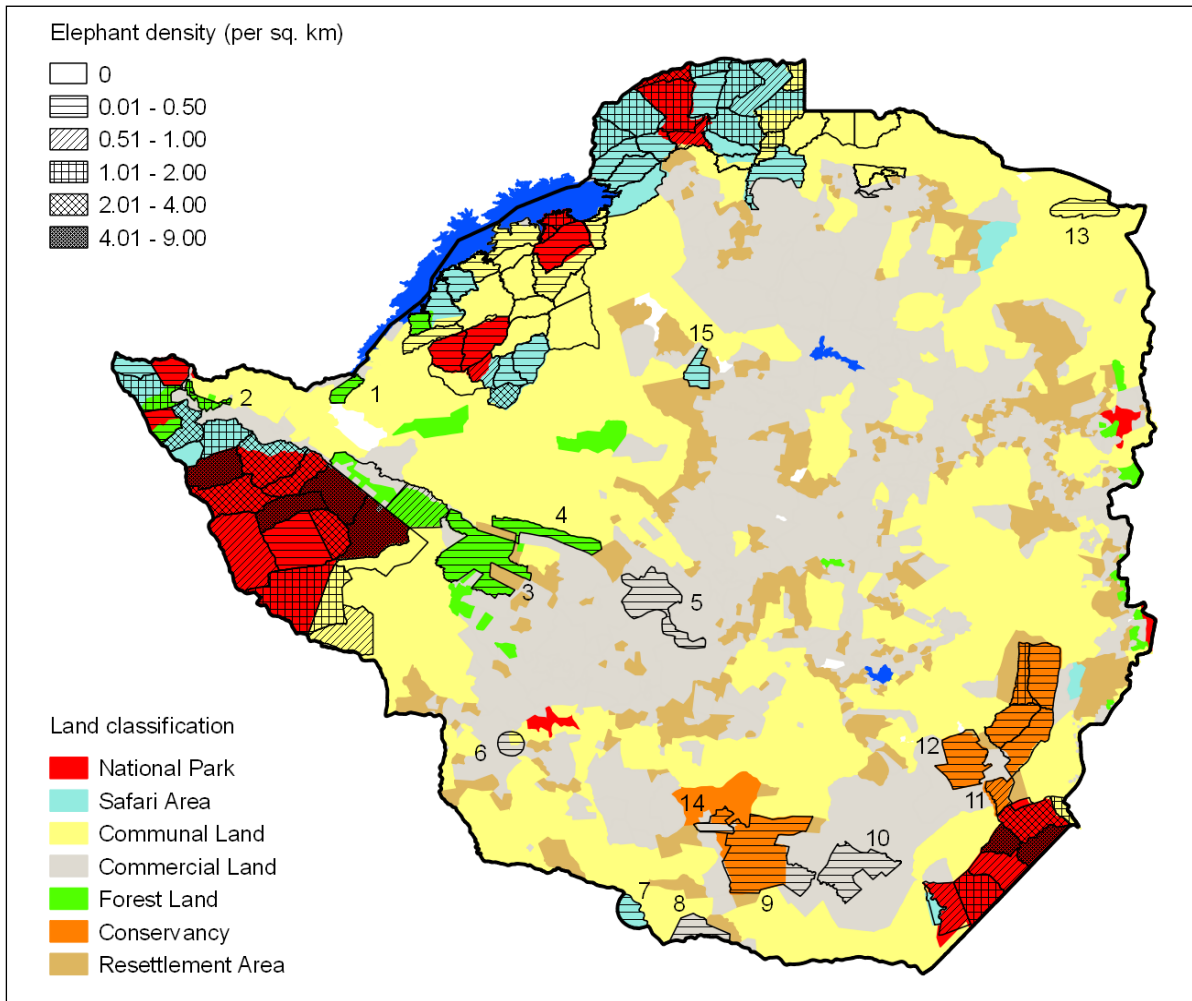 Elephant density (per sq. km)
0
0.01 - 0.50
0.51 - 1.00
1.01 - 2.00
2.01 - 4.00
4.01 - 9.00
13
15
1
2
4
3
5
12
6
11
14
10
7
8
9
Land classification
National Park
Safari Area
Communal Land
Commercial Land
Forest Land
Conservancy
Resettlement Area